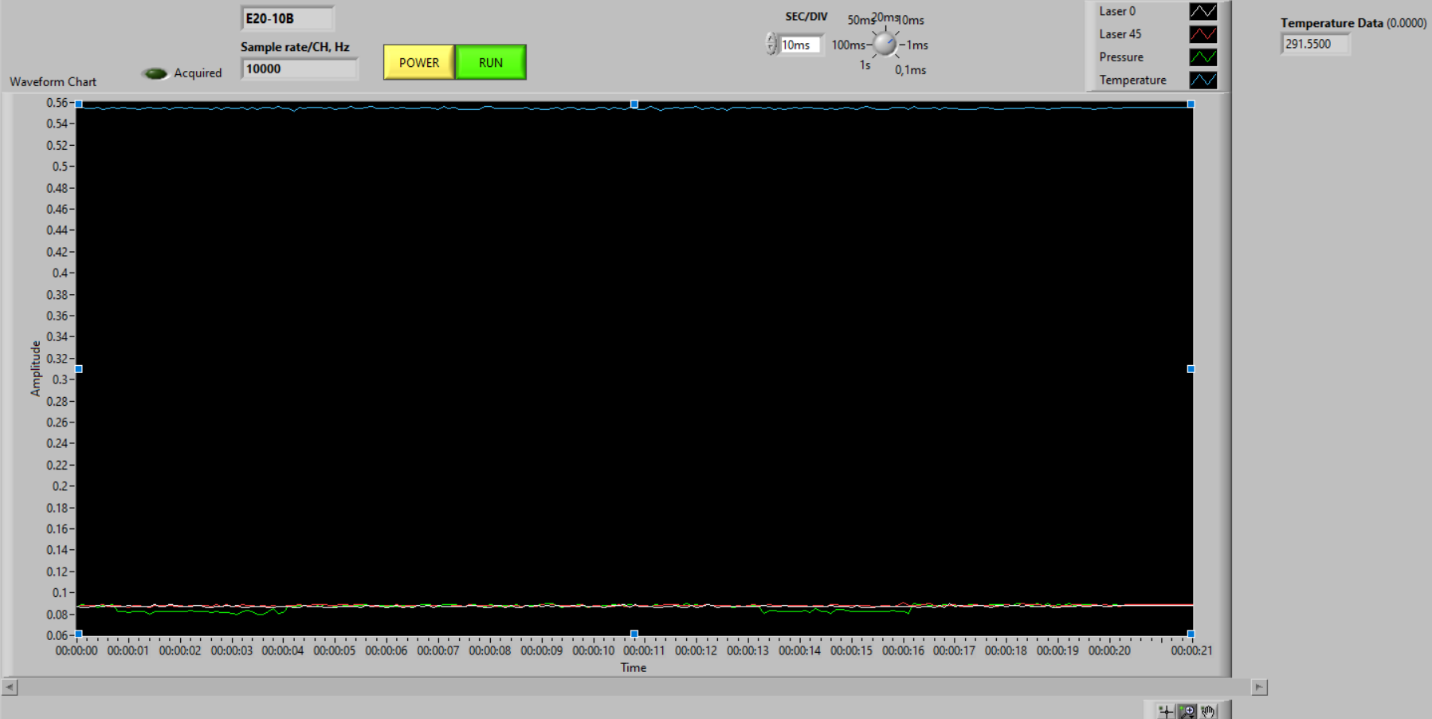 E20-10B
Sample rate/CH, Hz
10000
Acquired
POWER
RUN
SEC/DIV
10ms
50ms
20ms
10ms
100ms
1ms
1s
0,1ms
Laser 0
Laser 45
Pressure
Temperature
Temperature Data (0.0000)
291.5500
Waveform Chart
0.56
0.54
0.52
0.5
0.48
0.46
0.44
0.42
0.4
0.38
0.36
0.34
0.32
0.3
0.28
0.26
0.24
0.22
0.2
0.18
0.16
0.14
0.12
0.1
0.08
0.06
Amplitude
00:00:00 00:00:01 00:00:02 00:00:03 00:00:04 00:00:05 00:00:06 00:00:07 00:00:08 00:00:09 00:00:10 00:00:11 00:00:12 00:00:13 00:00:14 00:00:15 00:00:16 00:00:17 00:00:18 00:00:19 00:00:20 00:00:21
Time